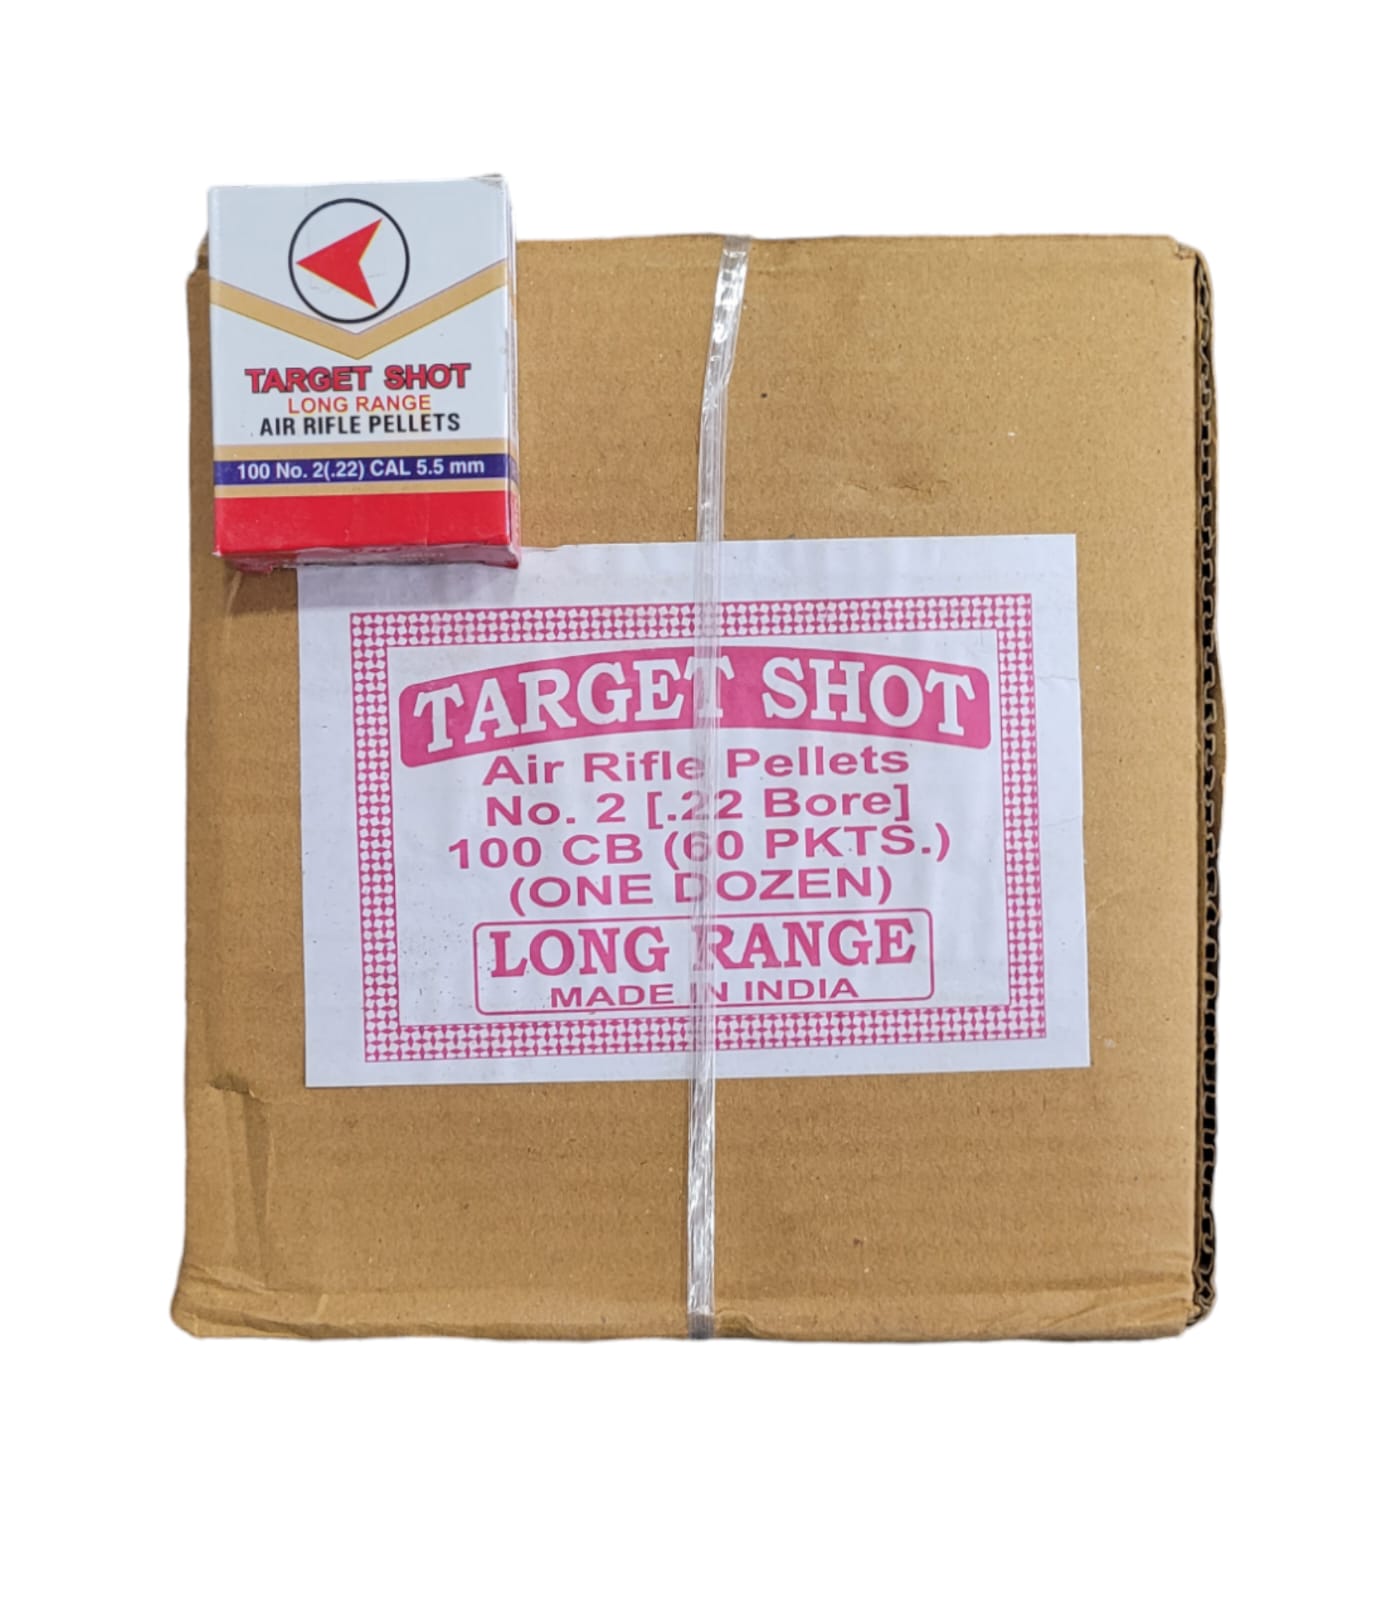 TARGET SHOT
LONG RANGE
AIR RIFLE PELLETS
100 No. 2(.22) CAL 5.5 mm
TARGET SHOT
Air Rifle Pellets
No. 2 [.22 Bore]
100 CB (60 PKTS.)
(ONE DOZEN)
LONG RANGE
MADE IN INDIA